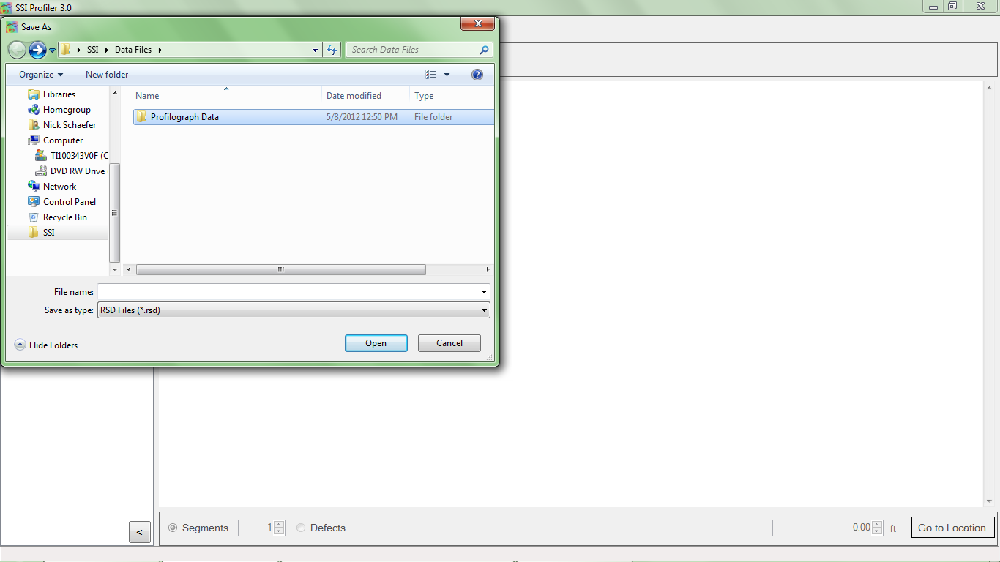 SSI Profiler 3.0
Save As
SSI Data Files
Search Data Files
Organize New folder
Name Date modified Type
Libraries
Homegroup
Nick Schaefer
Computer
TI100343V0F (C
DVD RW Drive (
Network
Control Panel
Recycle Bin
SSI
Profilograph Data 5/8/2012 12:50 PM File folder
File name:
Save as type: RSD Files (*.rsd)
Hide Folders Open Cancel
< Segments 1 Defects 0.00 ft Go to Location